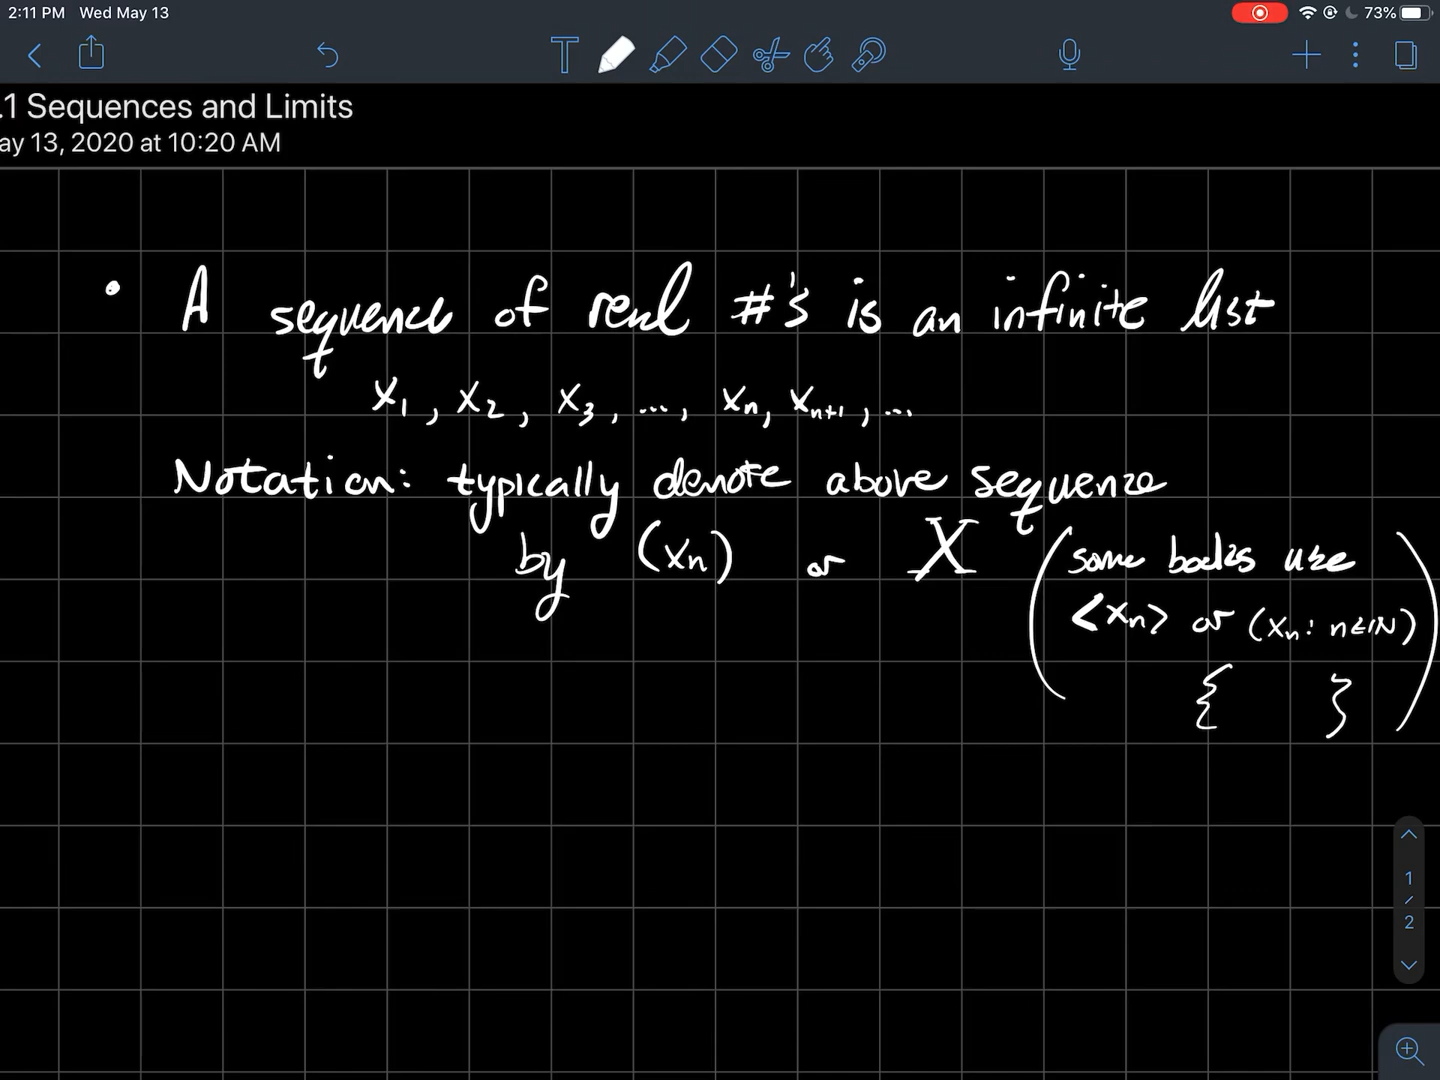 2:11 PM Wed May 13 73%
.1 Sequences and Limits
ay 13, 2020 at 10:20 AM
• A sequence of real #'s is an infinite list
x₁, x₂, x₃, ..., xₙ, xₙ₊₁, ...
Notation: typically denote above sequence
by (xₙ) or X (some books use
<xₙ> or (xₙ: n∈ℕ)
{ })
1
/
2